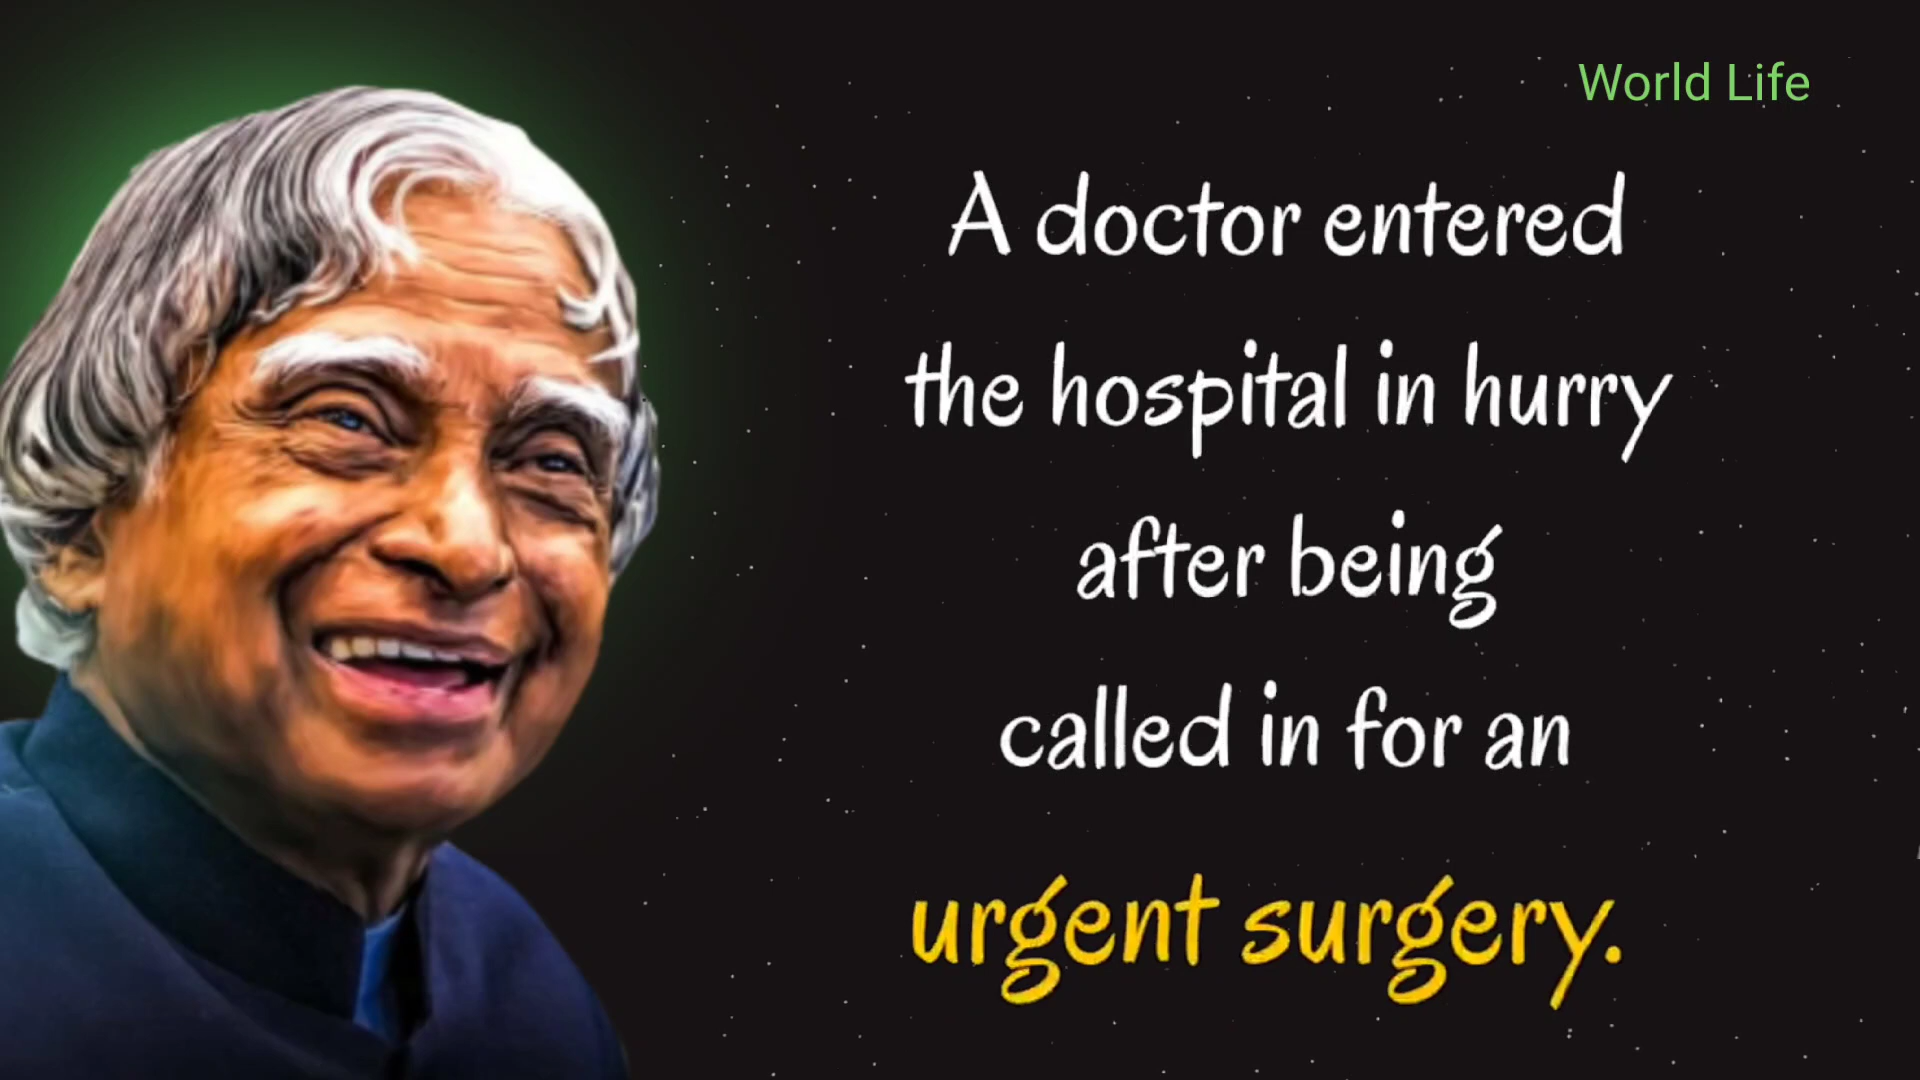 World Life
A doctor entered
the hospital in hurry
after being
called in for an
urgent surgery.